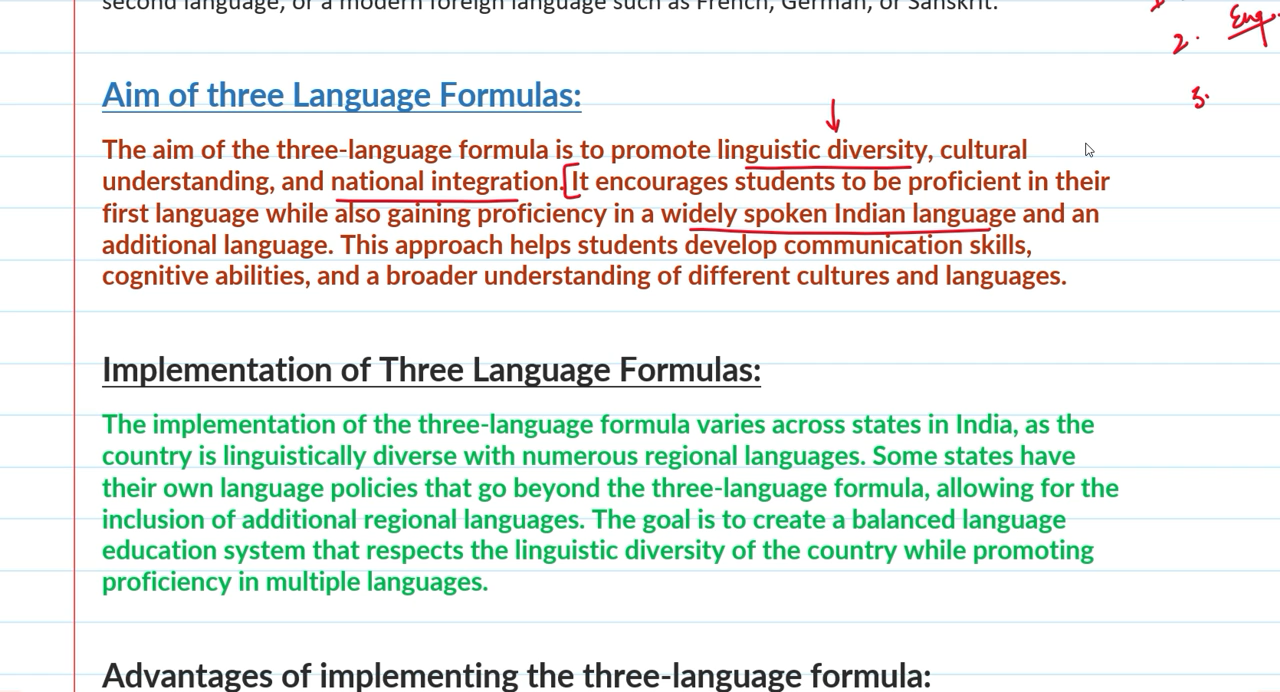 second language, or a modern foreign language such as French, German, or Sanskrit.
Eng.
2.
3.
Aim of three Language Formulas:
The aim of the three-language formula is to promote linguistic diversity, cultural
understanding, and national integration. It encourages students to be proficient in their
first language while also gaining proficiency in a widely spoken Indian language and an
additional language. This approach helps students develop communication skills,
cognitive abilities, and a broader understanding of different cultures and languages.
Implementation of Three Language Formulas:
The implementation of the three-language formula varies across states in India, as the
country is linguistically diverse with numerous regional languages. Some states have
their own language policies that go beyond the three-language formula, allowing for the
inclusion of additional regional languages. The goal is to create a balanced language
education system that respects the linguistic diversity of the country while promoting
proficiency in multiple languages.
Advantages of implementing the three-language formula: